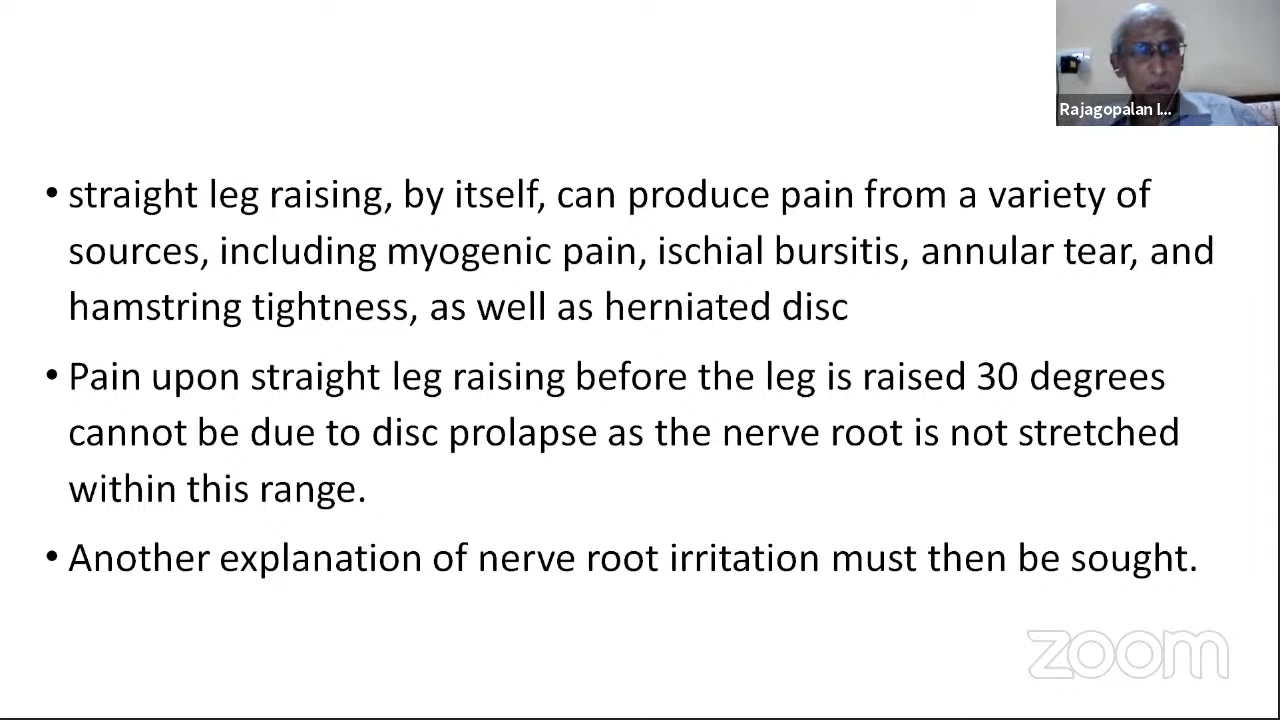 Rajagopalan I...
• straight leg raising, by itself, can produce pain from a variety of
sources, including myogenic pain, ischial bursitis, annular tear, and
hamstring tightness, as well as herniated disc
• Pain upon straight leg raising before the leg is raised 30 degrees
cannot be due to disc prolapse as the nerve root is not stretched
within this range.
• Another explanation of nerve root irritation must then be sought.
zoom